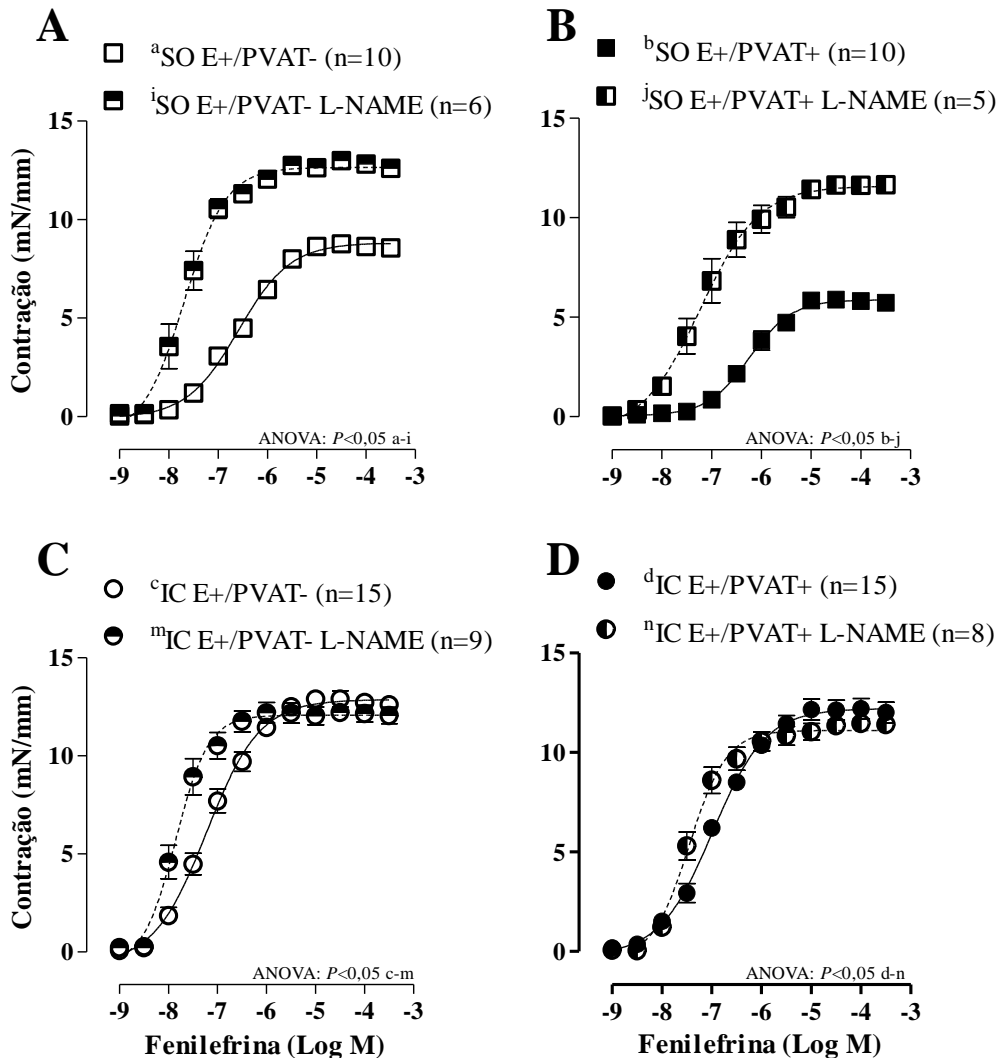 A
ᵃSO E+/PVAT- (n=10)
ⁱSO E+/PVAT- L-NAME (n=6)
15
10
5
0
Contração (mN/mm)
ANOVA: P<0,05 a-i
-9 -8 -7 -6 -5 -4 -3
B
ᵇSO E+/PVAT+ (n=10)
ʲSO E+/PVAT+ L-NAME (n=5)
15
10
5
0
ANOVA: P<0,05 b-j
-9 -8 -7 -6 -5 -4 -3
C
ᶜIC E+/PVAT- (n=15)
ᵐIC E+/PVAT- L-NAME (n=9)
15
10
5
0
Contração (mN/mm)
ANOVA: P<0,05 c-m
-9 -8 -7 -6 -5 -4 -3
Fenilefrina (Log M)
D
ᵈIC E+/PVAT+ (n=15)
ⁿIC E+/PVAT+ L-NAME (n=8)
15
10
5
0
ANOVA: P<0,05 d-n
-9 -8 -7 -6 -5 -4 -3
Fenilefrina (Log M)